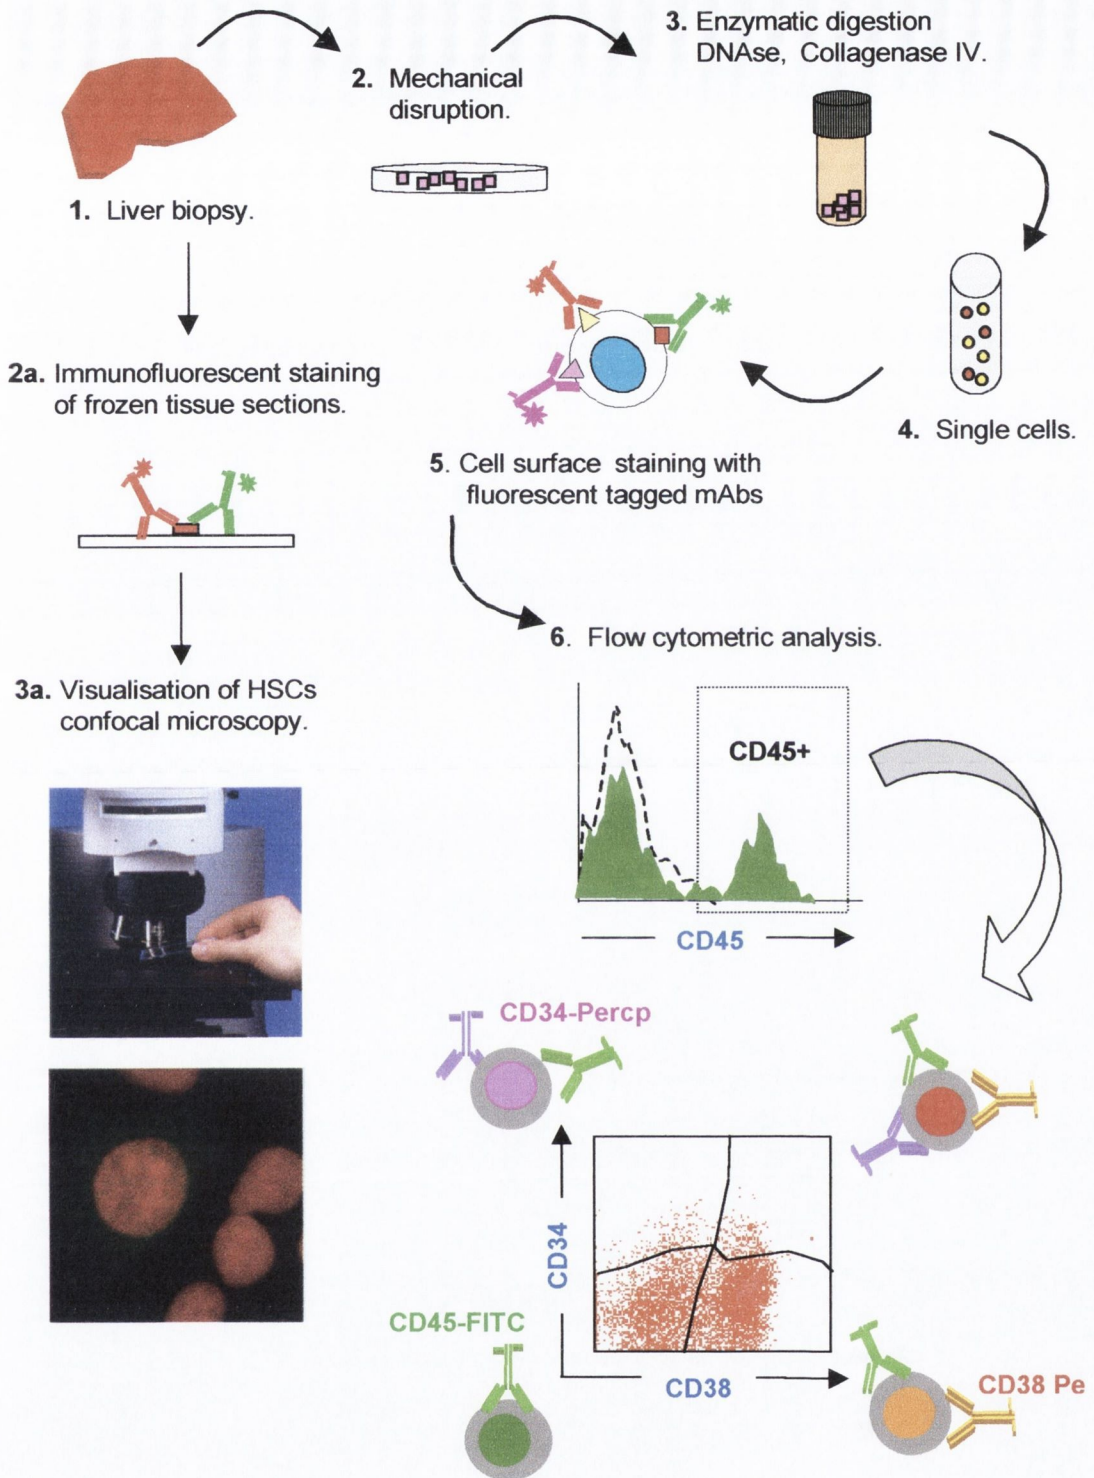 3. Enzymatic digestion
DNAse, Collagenase IV.
2. Mechanical
disruption.
1. Liver biopsy.
2a. Immunofluorescent staining
of frozen tissue sections.
4. Single cells.
5. Cell surface staining with
fluorescent tagged mAbs
6. Flow cytometric analysis.
3a. Visualisation of HSCs
confocal microscopy.
CD45+
CD45
CD34-Percp
CD34
CD45-FITC
CD38
CD38 Pe